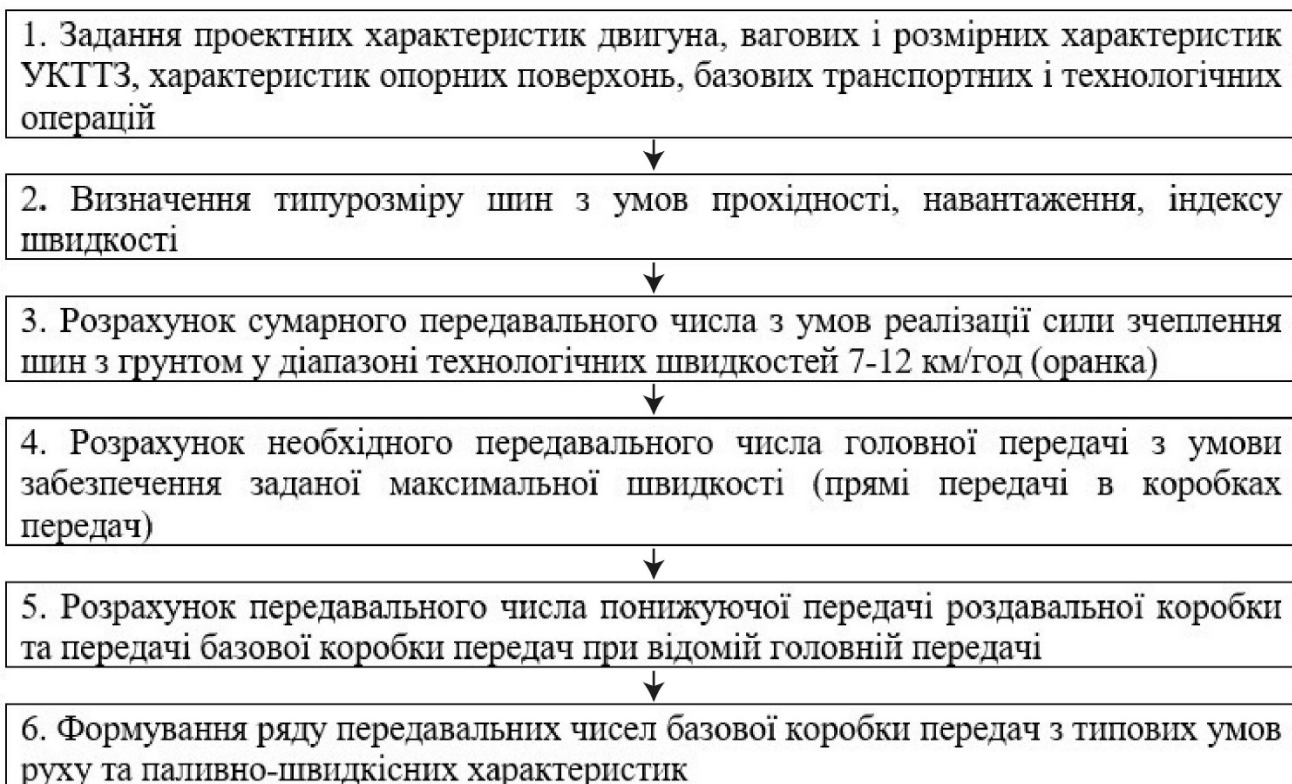 1. Задання проектних характеристик двигуна, вагових і розмірних характеристик
УКТТЗ, характеристик опорних поверхонь, базових транспортних і технологічних
операцій
2. Визначення типурозміру шин з умов прохідності, навантаження, індексу
швидкості
3. Розрахунок сумарного передавального числа з умов реалізації сили зчеплення
шин з грунтом у діапазоні технологічних швидкостей 7-12 км/год (оранка)
4. Розрахунок необхідного передавального числа головної передачі з умови
забезпечення заданої максимальної швидкості (прямі передачі в коробках
передач)
5. Розрахунок передавального числа понижуючої передачі роздавальної коробки
та передачі базової коробки передач при відомій головній передачі
6. Формування ряду передавальних чисел базової коробки передач з типових умов
руху та паливно-швидкісних характеристик